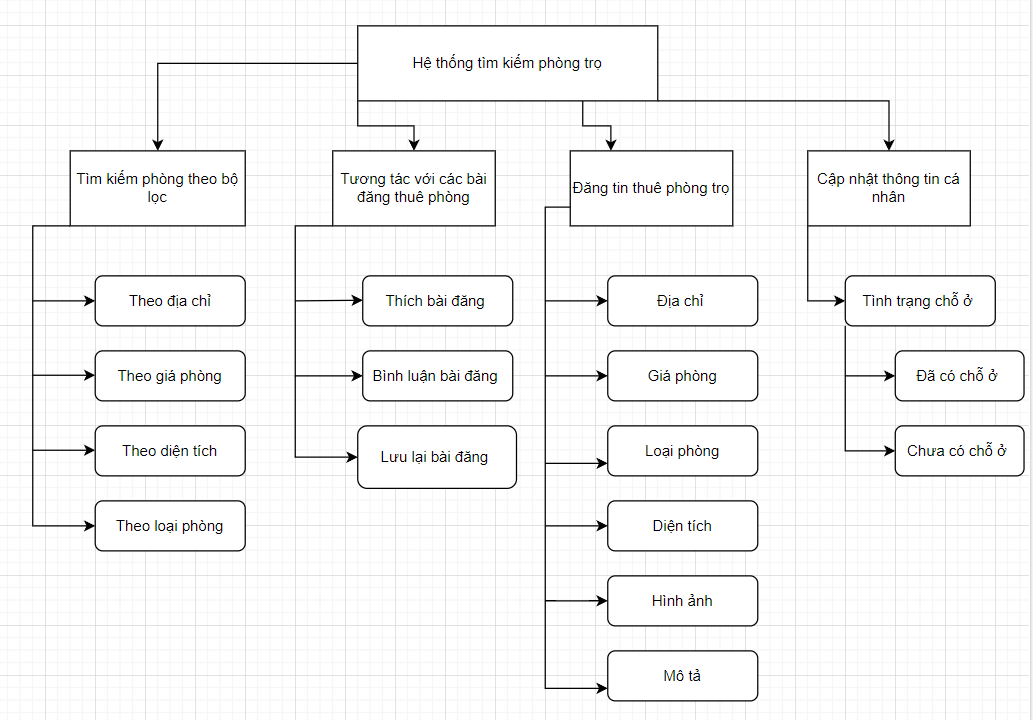 Hệ thống tìm kiếm phòng trọ
Tìm kiếm phòng theo bộ
lọc
Theo địa chỉ
Theo giá phòng
Theo diện tích
Theo loại phòng
Tương tác với các bài
đăng thuê phòng
Thích bài đăng
Bình luận bài đăng
Lưu lại bài đăng
Đăng tin thuê phòng trọ
Địa chỉ
Giá phòng
Loại phòng
Diện tích
Hình ảnh
Mô tả
Cập nhật thông tin cá
nhân
Tình trạng chỗ ở
Đã có chỗ ở
Chưa có chỗ ở